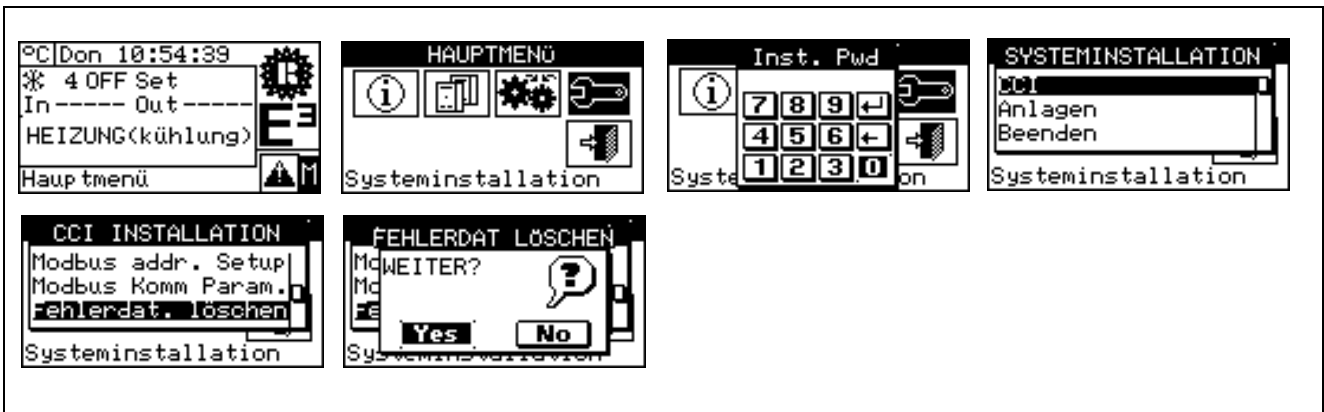 °C Don 10:54:39
4 OFF Set
In ----- Out -----
HEIZUNG(kühlung)
E³
Hauptmenü
M
HAUPTMENÜ
i
Systeminstallation
Inst. Pwd
i
7 8 9 ↵
4 5 6 ←
1 2 3 0
Syste on
SYSTEMINSTALLATION
CCI
Anlagen
Beenden
Systeminstallation
CCI INSTALLATION
Modbus addr. Setup
Modbus Komm Param.
Fehlerdat. löschen
Systeminstallation
FEHLERDAT LÖSCHEN
WEITER?
?
Yes No